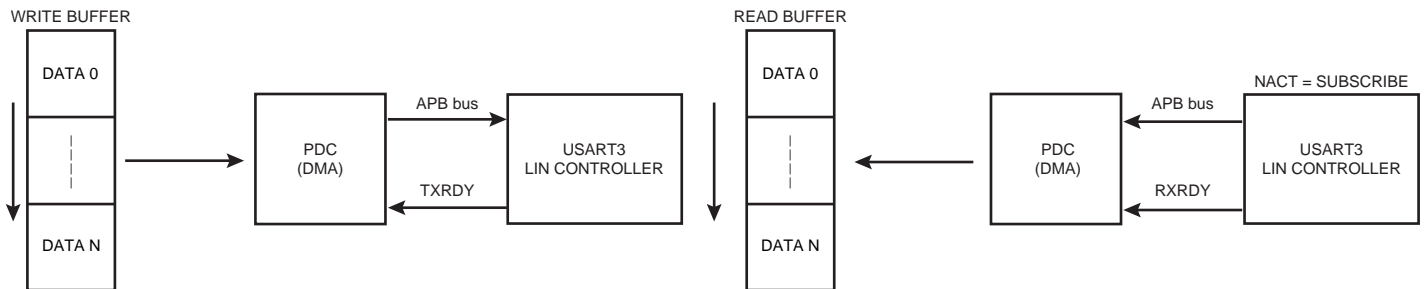 WRITE BUFFER
DATA 0
DATA N
PDC
(DMA)
APB bus
TXRDY
USART3
LIN CONTROLLER
READ BUFFER
DATA 0
DATA N
PDC
(DMA)
APB bus
RXRDY
NACT = SUBSCRIBE
USART3
LIN CONTROLLER